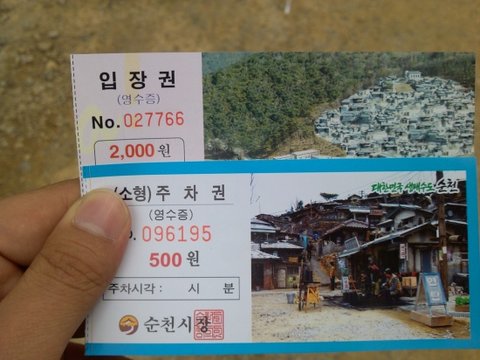 입장권
(영수증)
No. 027766
2,000원
(소형) 주차권
(영수증)
No. 096195
500원
주차시각 : 시 분
순천시장
대한민국 생태수도 순천